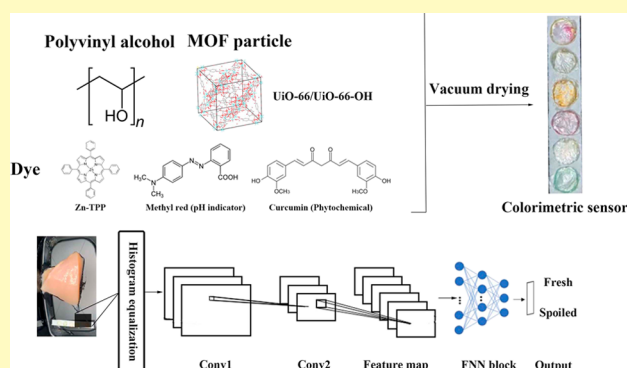 Polyvinyl alcohol MOF particle
HO
n
UiO-66/UiO-66-OH
Vacuum drying
Dye
Zn-TPP
Methyl red (pH indicator)
Curcumin (Phytochemical)
Colorimetric sensor
Histogram equalization
Fresh
Spoiled
Conv1
Conv2
Feature map
FNN block
Output